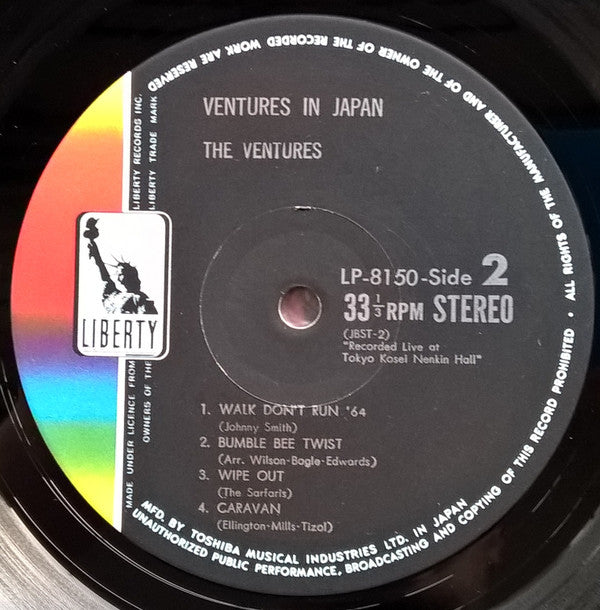 VENTURES IN JAPAN
THE VENTURES
LP-8150-Side 2
33 1/3 RPM STEREO
(JBST-2)
"Recorded Live at
Tokyo Kosei Nenkin Hall"
1. WALK DON'T RUN '64
(Johnny Smith)
2. BUMBLE BEE TWIST
(Arr. Wilson-Bogle-Edwards)
3. WIPE OUT
(The Sarfaris)
4. CARAVAN
(Ellington-Mills-Tizol)
LIBERTY
MADE UNDER LICENCE FROM LIBERTY RECORDS INC.
OWNERS OF THE LIBERTY TRADE MARK
MFD. BY TOSHIBA MUSICAL INDUSTRIES LTD. IN JAPAN
ALL RIGHTS OF THE MANUFACTURER AND OF THE OWNER OF THE RECORDED WORK ARE RESERVED
UNAUTHORIZED PUBLIC PERFORMANCE, BROADCASTING AND COPYING OF THIS RECORD PROHIBITED •